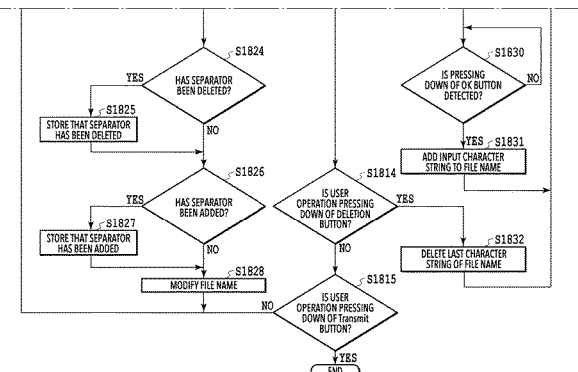 S1824
HAS SEPARATOR
BEEN DELETED?
YES
NO
S1825
STORE THAT SEPARATOR
HAS BEEN DELETED
S1826
HAS SEPARATOR
BEEN ADDED?
YES
NO
S1827
STORE THAT SEPARATOR
HAS BEEN ADDED
S1828
MODIFY FILE NAME
S1814
IS USER
OPERATION PRESSING
DOWN OF DELETION
BUTTON?
YES
NO
S1815
IS USER
OPERATION PRESSING
DOWN OF Transmit
BUTTON?
NO
YES
END
S1830
IS PRESSING
DOWN OF OK BUTTON
DETECTED?
NO
YES
S1831
ADD INPUT CHARACTER
STRING TO FILE NAME
S1832
DELETE LAST CHARACTER
STRING OF FILE NAME